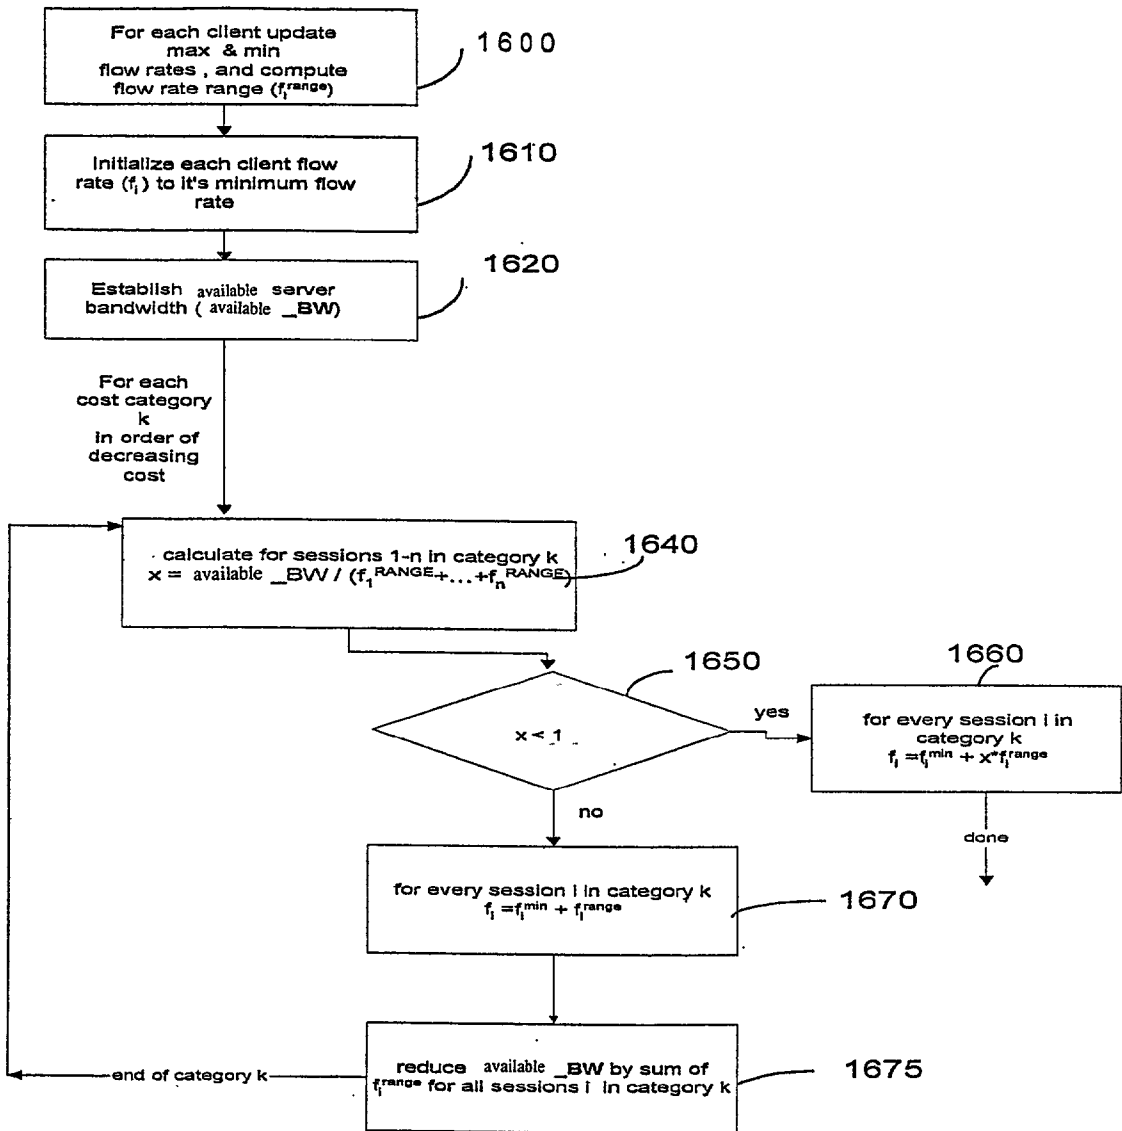 For each client update
max & min
flow rates , and compute
flow rate range (fᵢʳᵃⁿᵍᵉ)
1600
Initialize each client flow
rate (fᵢ) to it's minimum flow
rate
1610
Establish available server
bandwidth ( available _BW)
1620
For each
cost category
k
in order of
decreasing
cost
calculate for sessions 1-n in category k
x = available _BW / (f₁ᴿᴬᴺᴳᴱ+...+fₙᴿᴬᴺᴳᴱ)
1640
x < 1
1650
yes
for every session i in
category k
fᵢ =fᵢᵐⁱⁿ + x*fᵢʳᵃⁿᵍᵉ
1660
done
no
for every session i in category k
fᵢ =fᵢᵐⁱⁿ + fᵢʳᵃⁿᵍᵉ
1670
reduce available _BW by sum of
fᵢʳᵃⁿᵍᵉ for all sessions i in category k
1675
end of category k